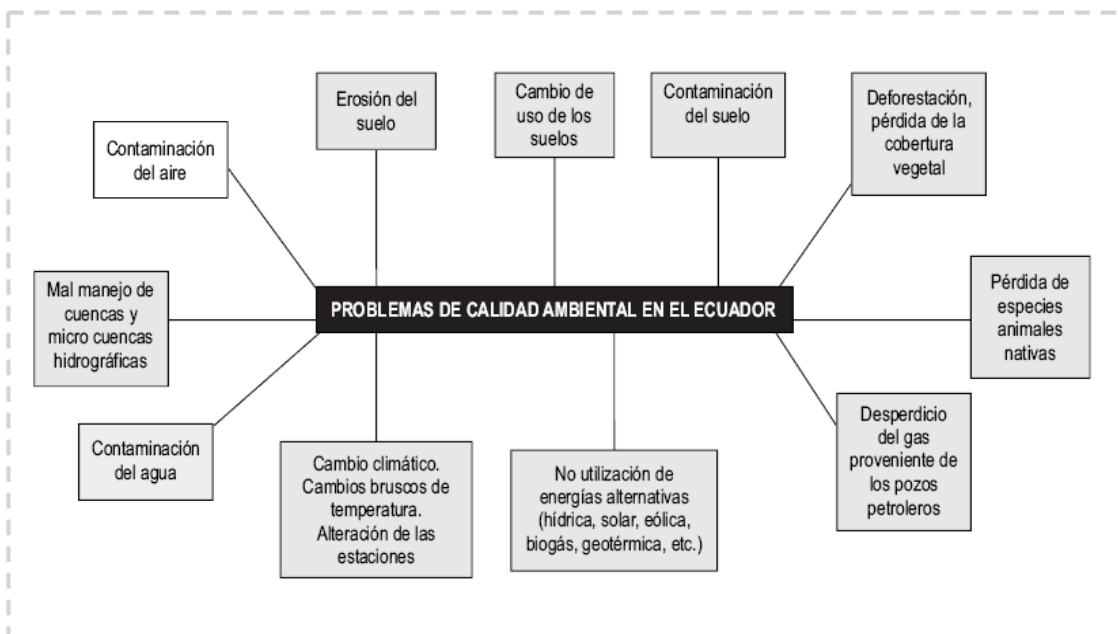 Erosión del
suelo
Cambio de
uso de los
suelos
Contaminación
del suelo
Deforestación,
pérdida de la
cobertura
vegetal
Contaminación
del aire
Mal manejo de
cuencas y
micro cuencas
hidrográficas
PROBLEMAS DE CALIDAD AMBIENTAL EN EL ECUADOR
Pérdida de
especies
animales
nativas
Contaminación
del agua
Cambio climático.
Cambios bruscos de
temperatura.
Alteración de las
estaciones
No utilización de
energías alternativas
(hídrica, solar, eólica,
biogás, geotérmica, etc.)
Desperdicio
del gas
proveniente de
los pozos
petroleros